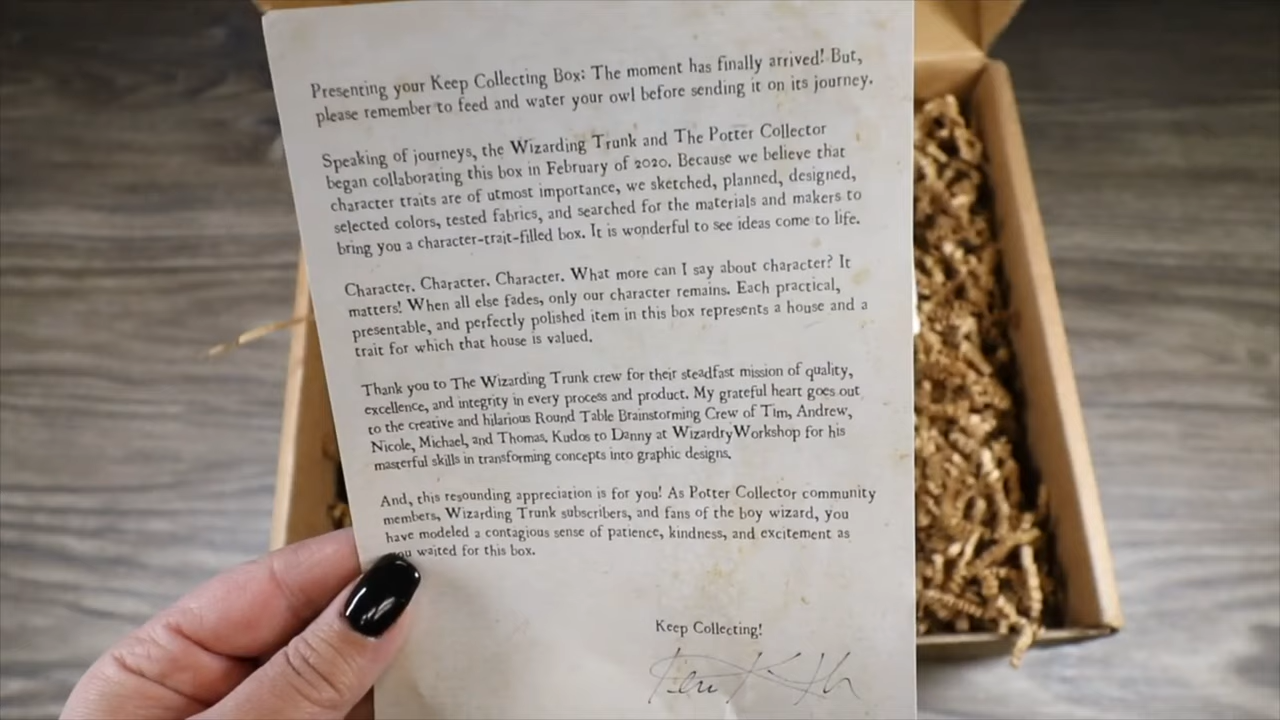 Presenting your Keep Collecting Box: The moment has finally arrived! But,
please remember to feed and water your owl before sending it on its journey.
Speaking of journeys, the Wizarding Trunk and The Potter Collector
began collaborating this box in February of 2020. Because we believe that
character traits are of utmost importance, we sketched, planned, designed,
selected colors, tested fabrics, and searched for the materials and makers to
bring you a character-trait-filled box. It is wonderful to see ideas come to life.
Character. Character. Character. What more can I say about character? It
matters! When all else fades, only our character remains. Each practical,
presentable, and perfectly polished item in this box represents a house and a
trait for which that house is valued.
Thank you to The Wizarding Trunk crew for their steadfast mission of quality,
excellence, and integrity in every process and product. My grateful heart goes out
to the creative and hilarious Round Table Brainstorming Crew of Tim, Andrew,
Nicole, Michael, and Thomas. Kudos to Danny at WizardryWorkshop for his
masterful skills in transforming concepts into graphic designs.
And, this resounding appreciation is for you! As Potter Collector community
members, Wizarding Trunk subscribers, and fans of the boy wizard, you
have modeled a contagious sense of patience, kindness, and excitement as
you waited for this box.
Keep Collecting!